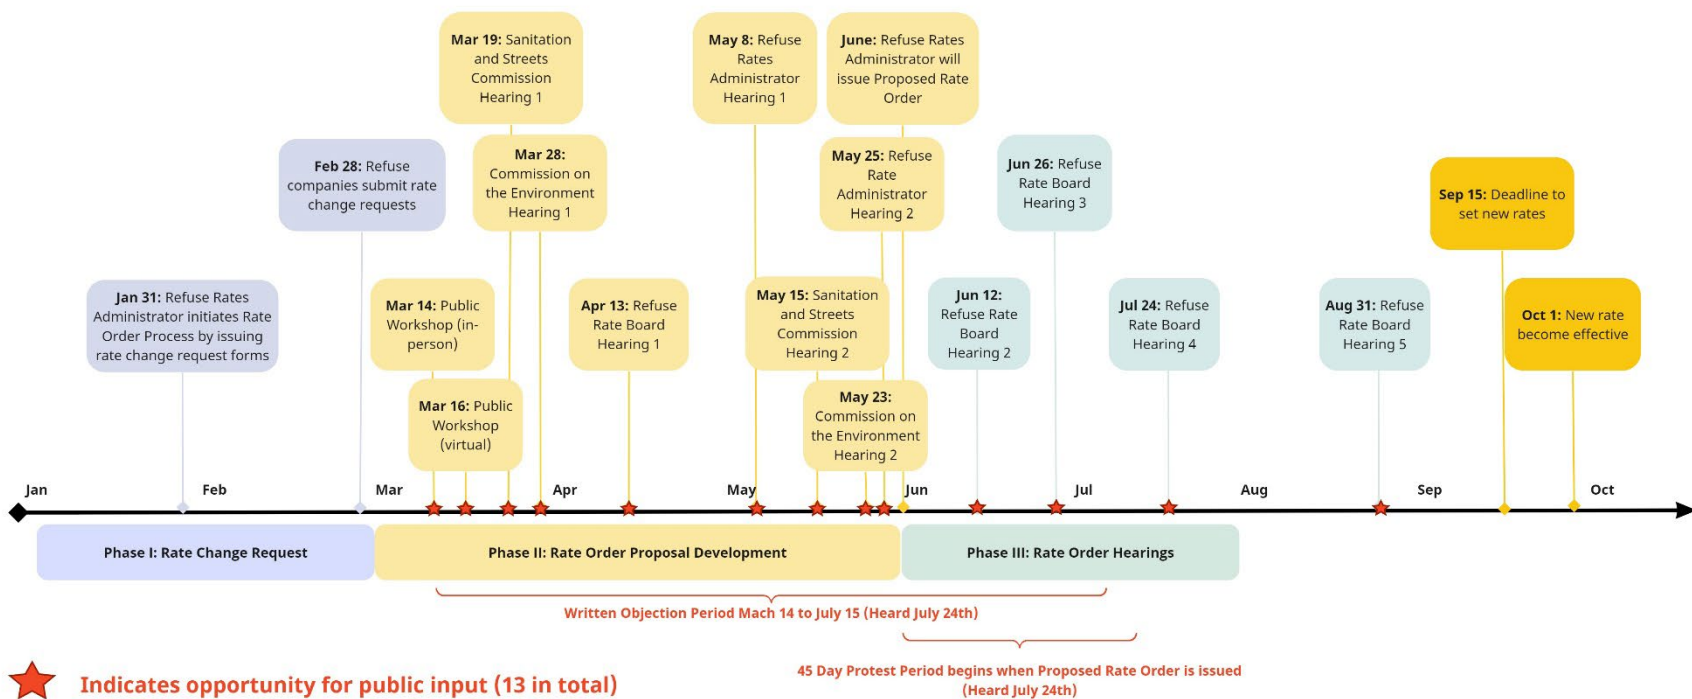 Mar 19: Sanitation
and Streets
Commission
Hearing 1
May 8: Refuse
Rates
Administrator
Hearing 1
June: Refuse Rates
Administrator will
issue Proposed Rate
Order
Feb 28: Refuse
companies submit rate
change requests
Mar 28:
Commission on
the Environment
Hearing 1
May 25: Refuse
Rate
Administrator
Hearing 2
Jun 26: Refuse
Rate Board
Hearing 3
Sep 15: Deadline to
set new rates
Jan 31: Refuse Rates
Administrator initiates Rate
Order Process by issuing
rate change request forms
Mar 14: Public
Workshop (in-
person)
Apr 13: Refuse
Rate Board
Hearing 1
May 15: Sanitation
and Streets
Commission
Hearing 2
Jun 12:
Refuse Rate
Board
Hearing 2
Jul 24: Refuse
Rate Board
Hearing 4
Aug 31: Refuse
Rate Board
Hearing 5
Oct 1: New rate
become effective
Mar 16: Public
Workshop
(virtual)
May 23:
Commission on
the Environment
Hearing 2
Jan
Feb
Mar
Apr
May
Jun
Jul
Aug
Sep
Oct
Phase I: Rate Change Request
Phase II: Rate Order Proposal Development
Phase III: Rate Order Hearings
Written Objection Period Mach 14 to July 15 (Heard July 24th)
45 Day Protest Period begins when Proposed Rate Order is issued
(Heard July 24th)
Indicates opportunity for public input (13 in total)